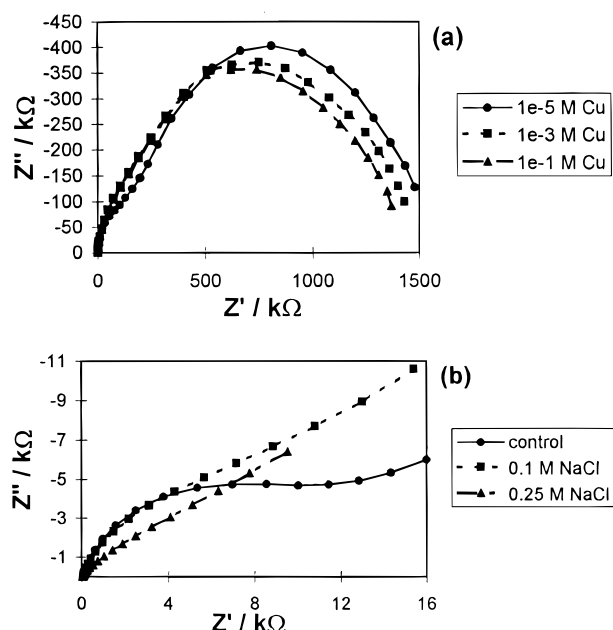 (a)
-450
-400
-350
-300
-250
-200
-150
-100
-50
0
Z'' / kΩ
0 500 1000 1500
Z' / kΩ
1e-5 M Cu
1e-3 M Cu
1e-1 M Cu
(b)
-11
-9
-7
-5
-3
-1
Z'' / kΩ
0 4 8 12 16
Z' / kΩ
control
0.1 M NaCl
0.25 M NaCl